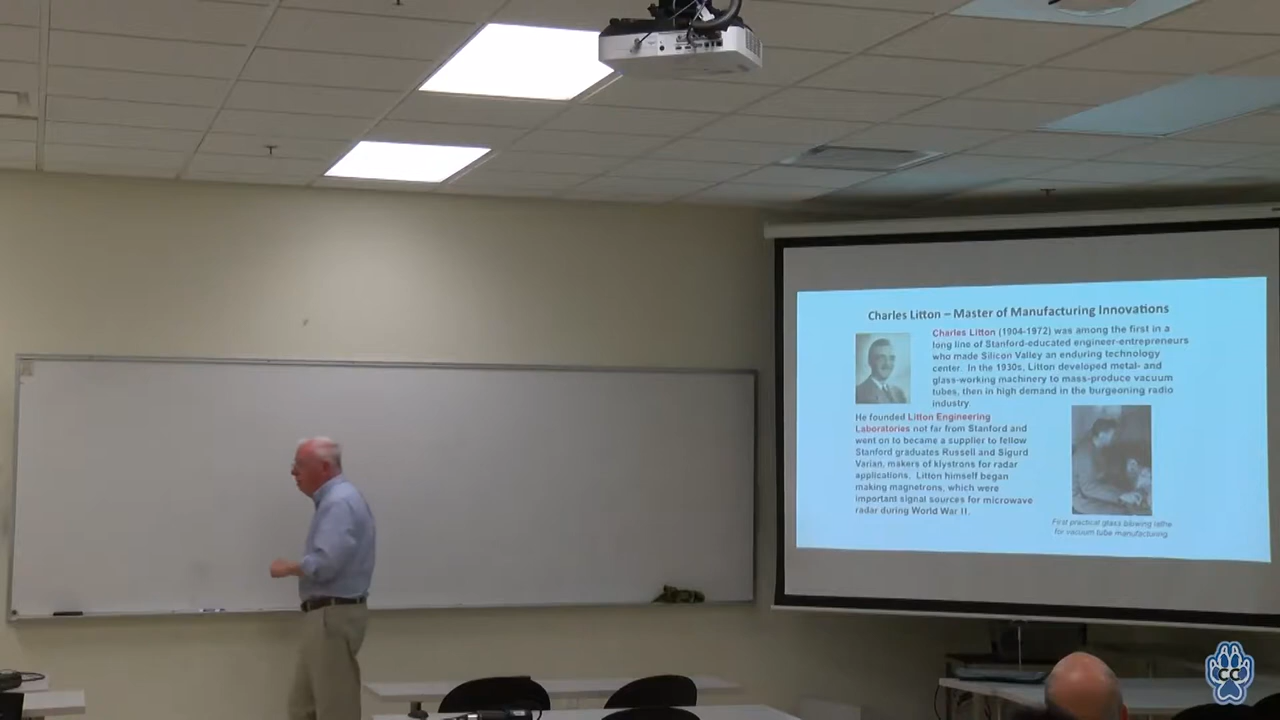 Charles Litton – Master of Manufacturing Innovations
Charles Litton (1904-1972) was among the first in a
long line of Stanford-educated engineer-entrepreneurs
who made Silicon Valley an enduring technology
center. In the 1930s, Litton developed metal- and
glass-working machinery to mass-produce vacuum
tubes, then in high demand in the burgeoning radio
industry
He founded Litton Engineering
Laboratories not far from Stanford and
went on to became a supplier to fellow
Stanford graduates Russell and Sigurd
Varian, makers of klystrons for radar
applications. Litton himself began
making magnetrons, which were
important signal sources for microwave
radar during World War II.
First practical glass blowing lathe
for vacuum tube manufacturing.
CC